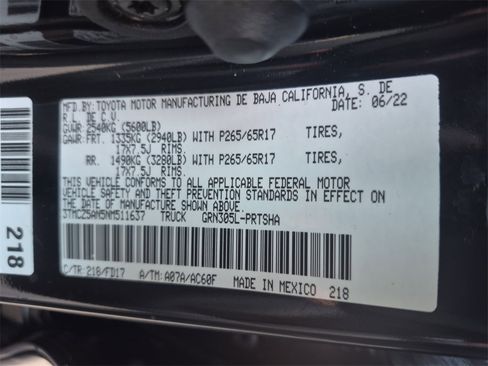 MFD.BY: TOYOTA MOTOR MANUFACTURING DE BAJA CALIFORNIA, S. DE
R.L. DE C.V. DATE: 06/22
GVWR 2540KG (5600LB)
GAWR:FRT. 1335KG (2940LB) WITH P265/65R17 TIRES,
17X7.5J RIMS.
RR. 1490KG (3280LB) WITH P265/65R17 TIRES,
17X7.5J RIMS.
THIS VEHICLE CONFORMS TO ALL APPLICABLE FEDERAL MOTOR
VEHICLE SAFETY AND THEFT PREVENTION STANDARDS IN EFFECT ON
THE DATE OF MANUFACTURE SHOWN ABOVE.
3TMCZ5AN5NM511637 TRUCK GRN305L-PRTSHA
C/TR: 218/FD17 A/TM: A07A/AC60F MADE IN MEXICO 218
218